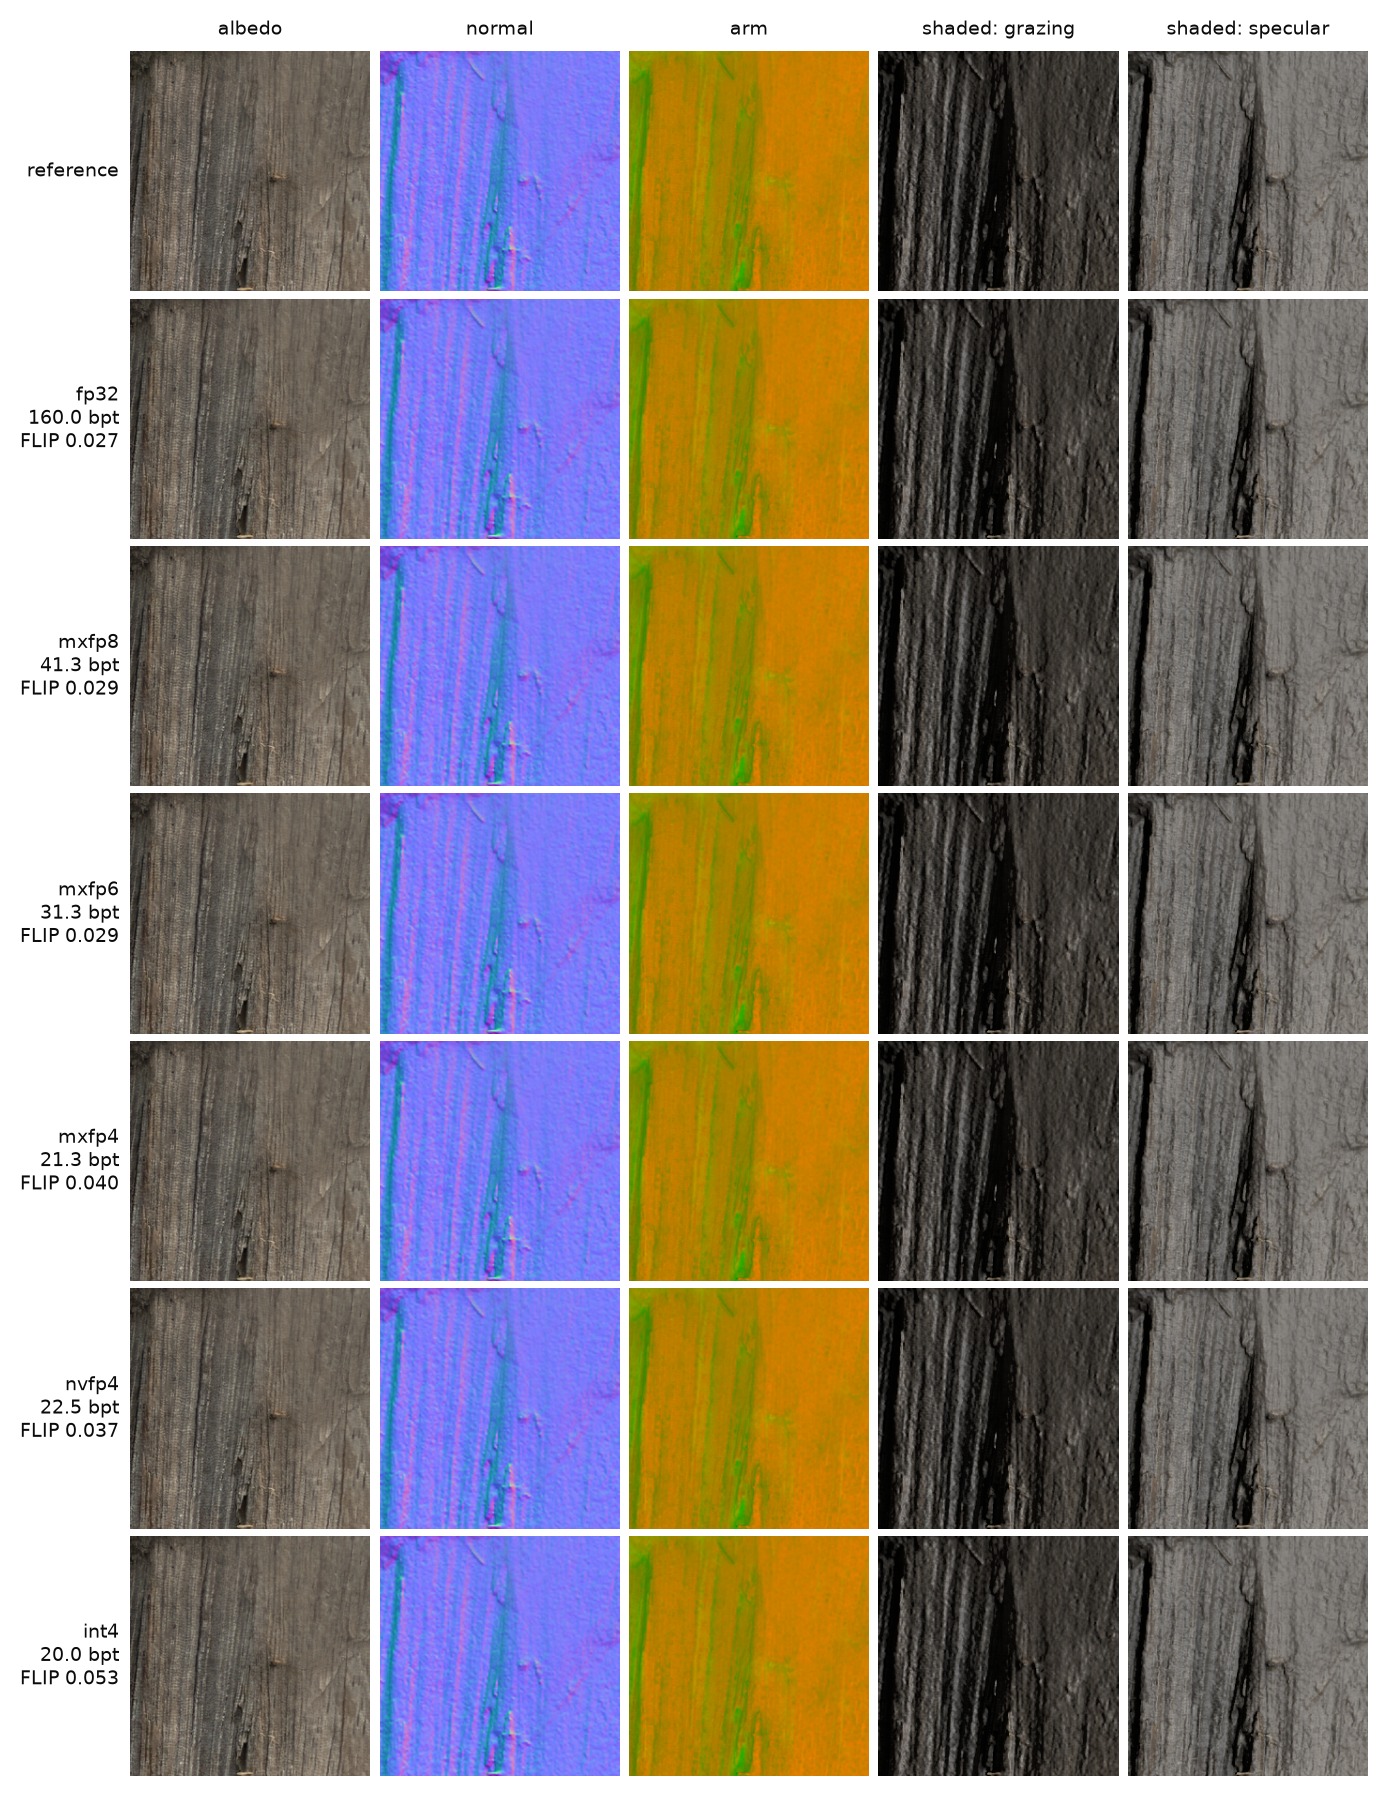 albedo normal arm shaded: grazing shaded: specular
reference
fp32
160.0 bpt
FLIP 0.027
mxfp8
41.3 bpt
FLIP 0.029
mxfp6
31.3 bpt
FLIP 0.029
mxfp4
21.3 bpt
FLIP 0.040
nvfp4
22.5 bpt
FLIP 0.037
int4
20.0 bpt
FLIP 0.053